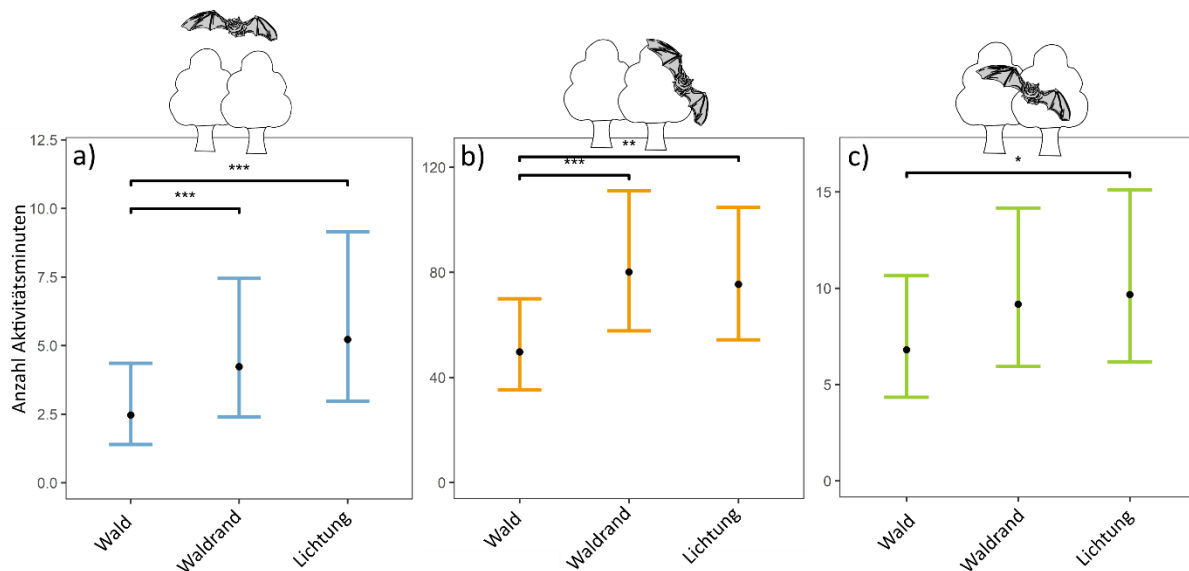 a)
12.5
10.0
7.5
5.0
2.5
0.0
Anzahl Aktivitätsminuten
***
***
Wald
Waldrand
Lichtung
b)
120
80
40
0
**
***
Wald
Waldrand
Lichtung
c)
15
10
5
0
*
Wald
Waldrand
Lichtung